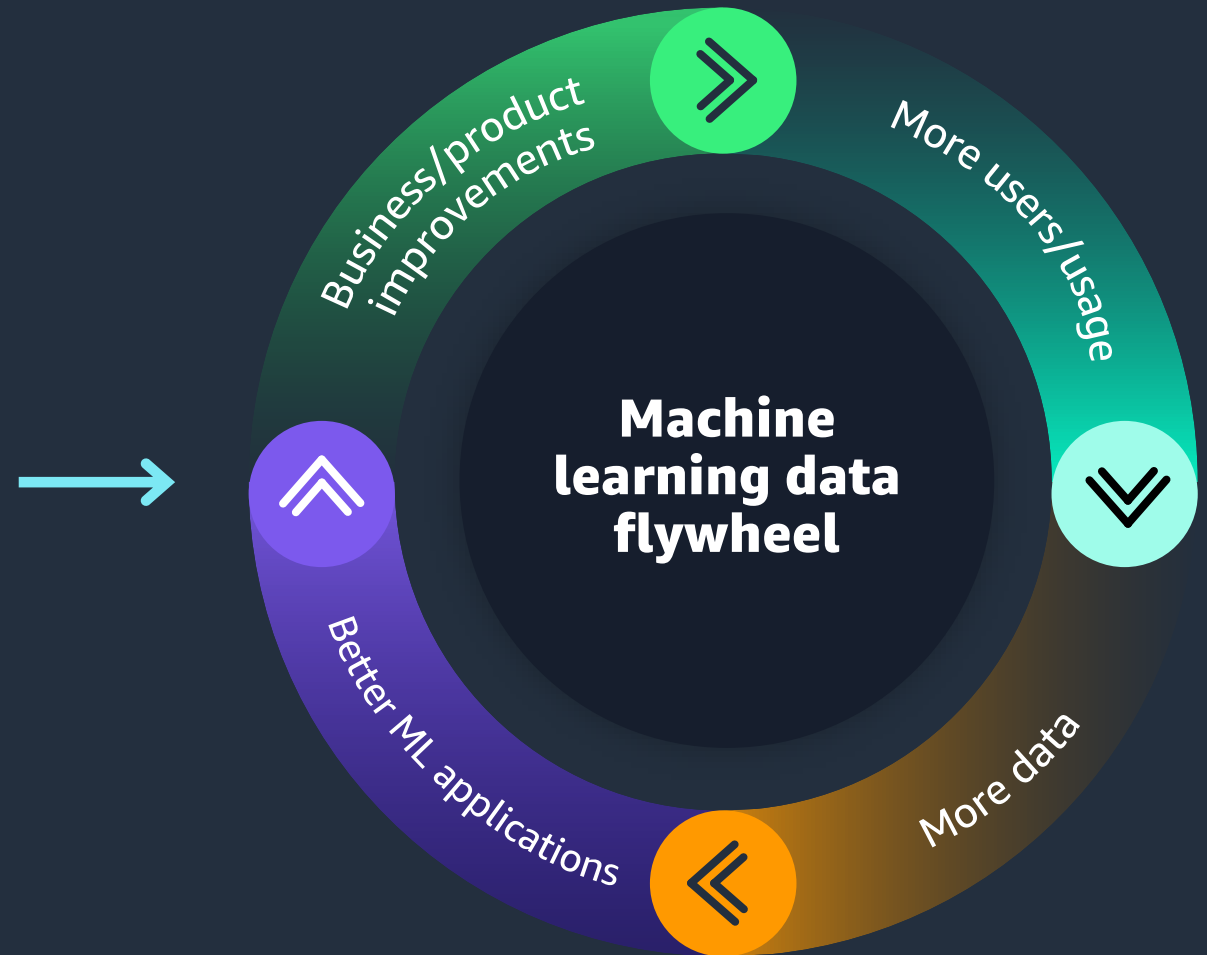 Business/product
improvements
More users/usage
Machine
learning data
flywheel
Better ML applications
More data